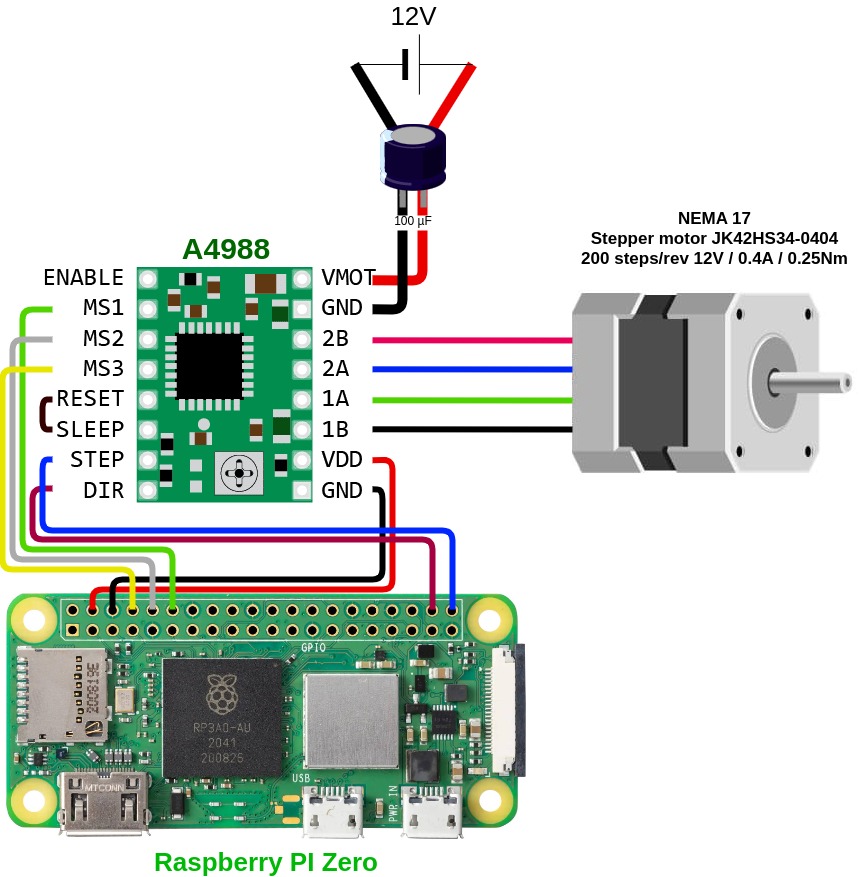 12V
100 µF
NEMA 17
Stepper motor JK42HS34-0404
200 steps/rev 12V / 0.4A / 0.25Nm
A4988
ENABLE
MS1
MS2
MS3
RESET
SLEEP
STEP
DIR
VMOT
GND
2B
2A
1A
1B
VDD
GND
GPIO
200819E
RP3A0-AU
2041
200825
USB
MTCONN
PWR IN
Raspberry PI Zero